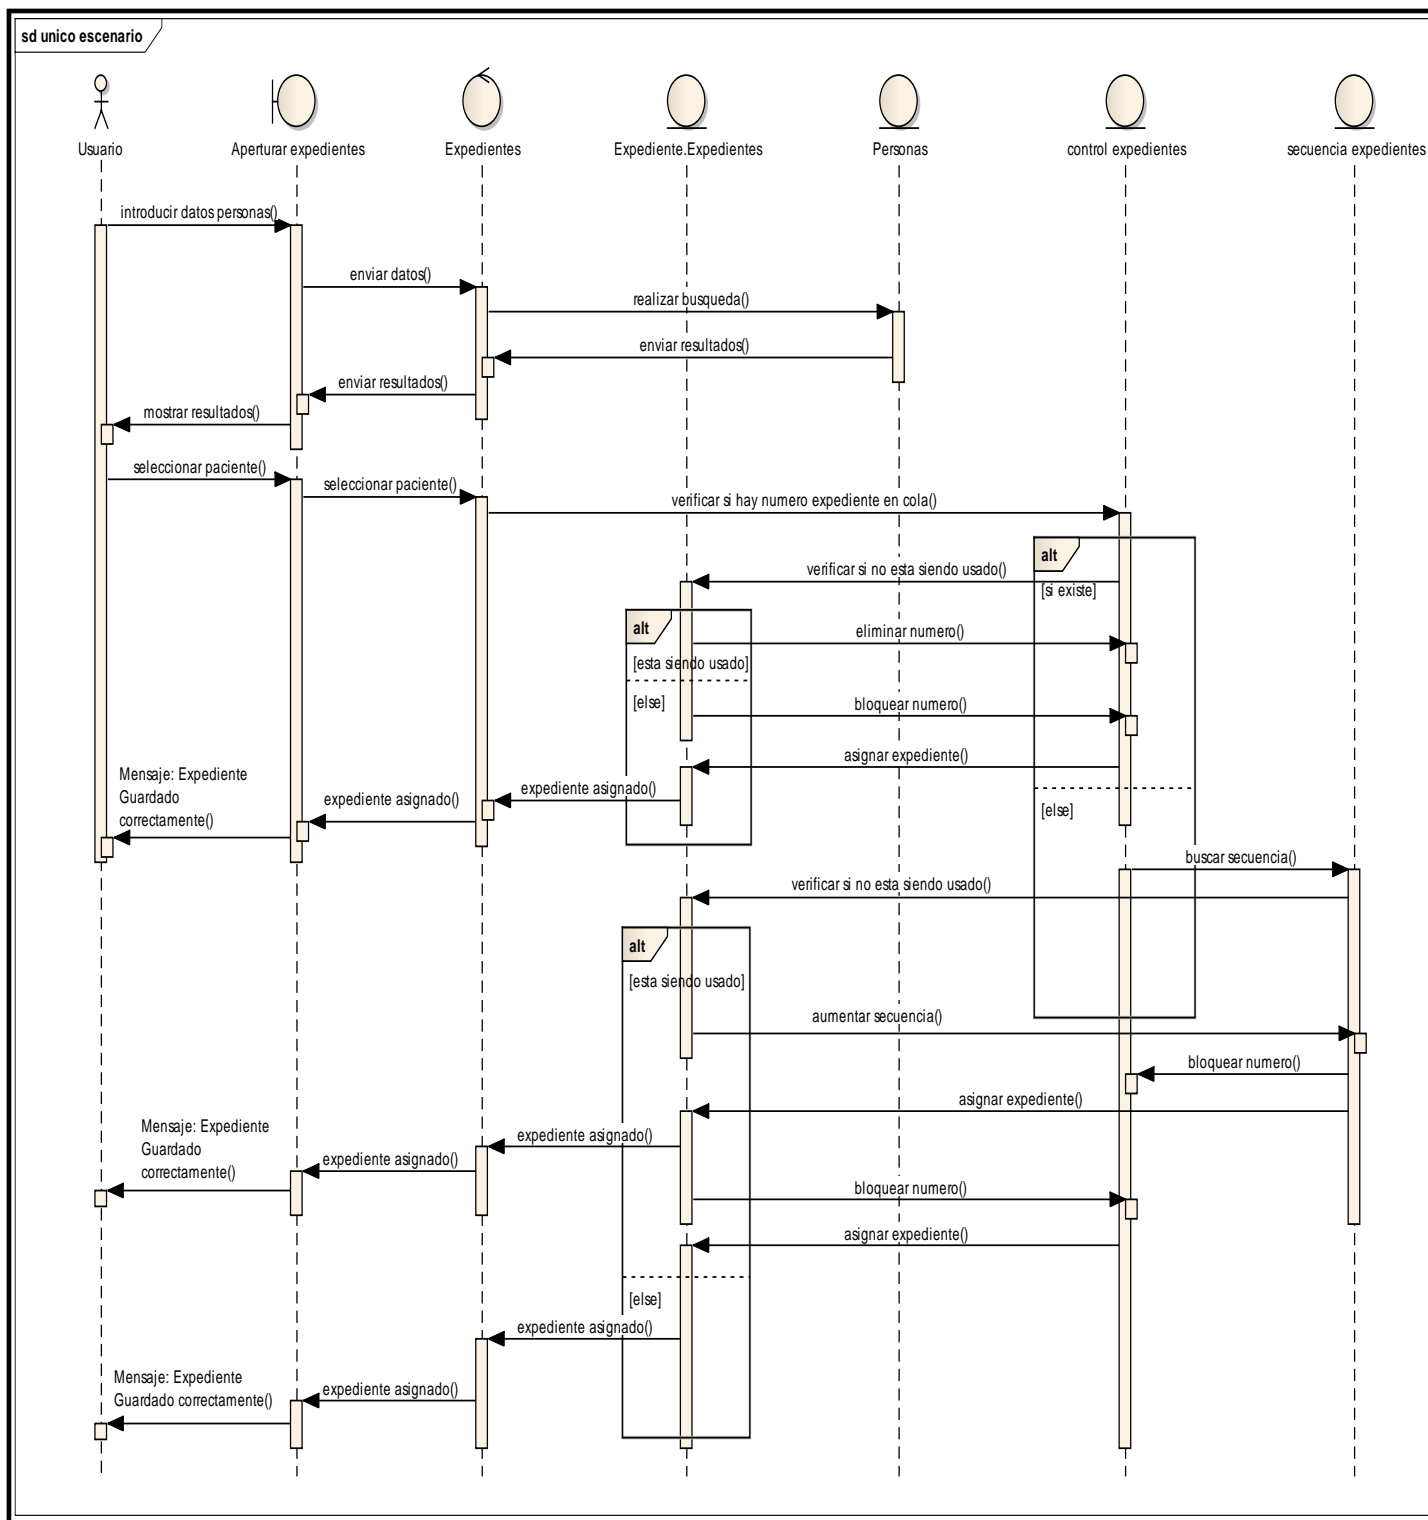 sd unico escenario
Usuario
Aperturar expedientes
Expedientes
Expediente.Expedientes
Personas
control expedientes
secuencia expedientes
introducir datos personas()
enviar datos()
realizar busqueda()
enviar resultados()
enviar resultados()
mostrar resultados()
seleccionar paciente()
seleccionar paciente()
verificar si hay numero expediente en cola()
alt
verificar si no esta siendo usado()
[si existe]
alt
eliminar numero()
[esta siendo usado]
[else]
bloquear numero()
asignar expediente()
Mensaje: Expediente
Guardado
correctamente()
expediente asignado()
expediente asignado()
[else]
buscar secuencia()
verificar si no esta siendo usado()
alt
[esta siendo usado]
aumentar secuencia()
bloquear numero()
asignar expediente()
Mensaje: Expediente
Guardado
correctamente()
expediente asignado()
expediente asignado()
bloquear numero()
asignar expediente()
[else]
expediente asignado()
Mensaje: Expediente
Guardado correctamente()
expediente asignado()